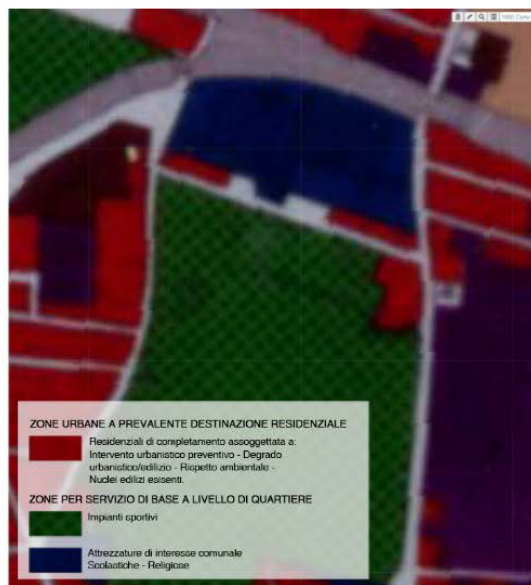 ZONE URBANE A PREVALENTE DESTINAZIONE RESIDENZIALE
Residenziali di completamento assoggettata a:
Intervento urbanistico preventivo - Degrado
urbanistico/edilizio - Rispetto ambientale -
Nuclei edilizi esisenti.
ZONE PER SERVIZIO DI BASE A LIVELLO DI QUARTIERE
Impianti sportivi
Attrezzature di interesse comunale
Scolastiche - Religiose